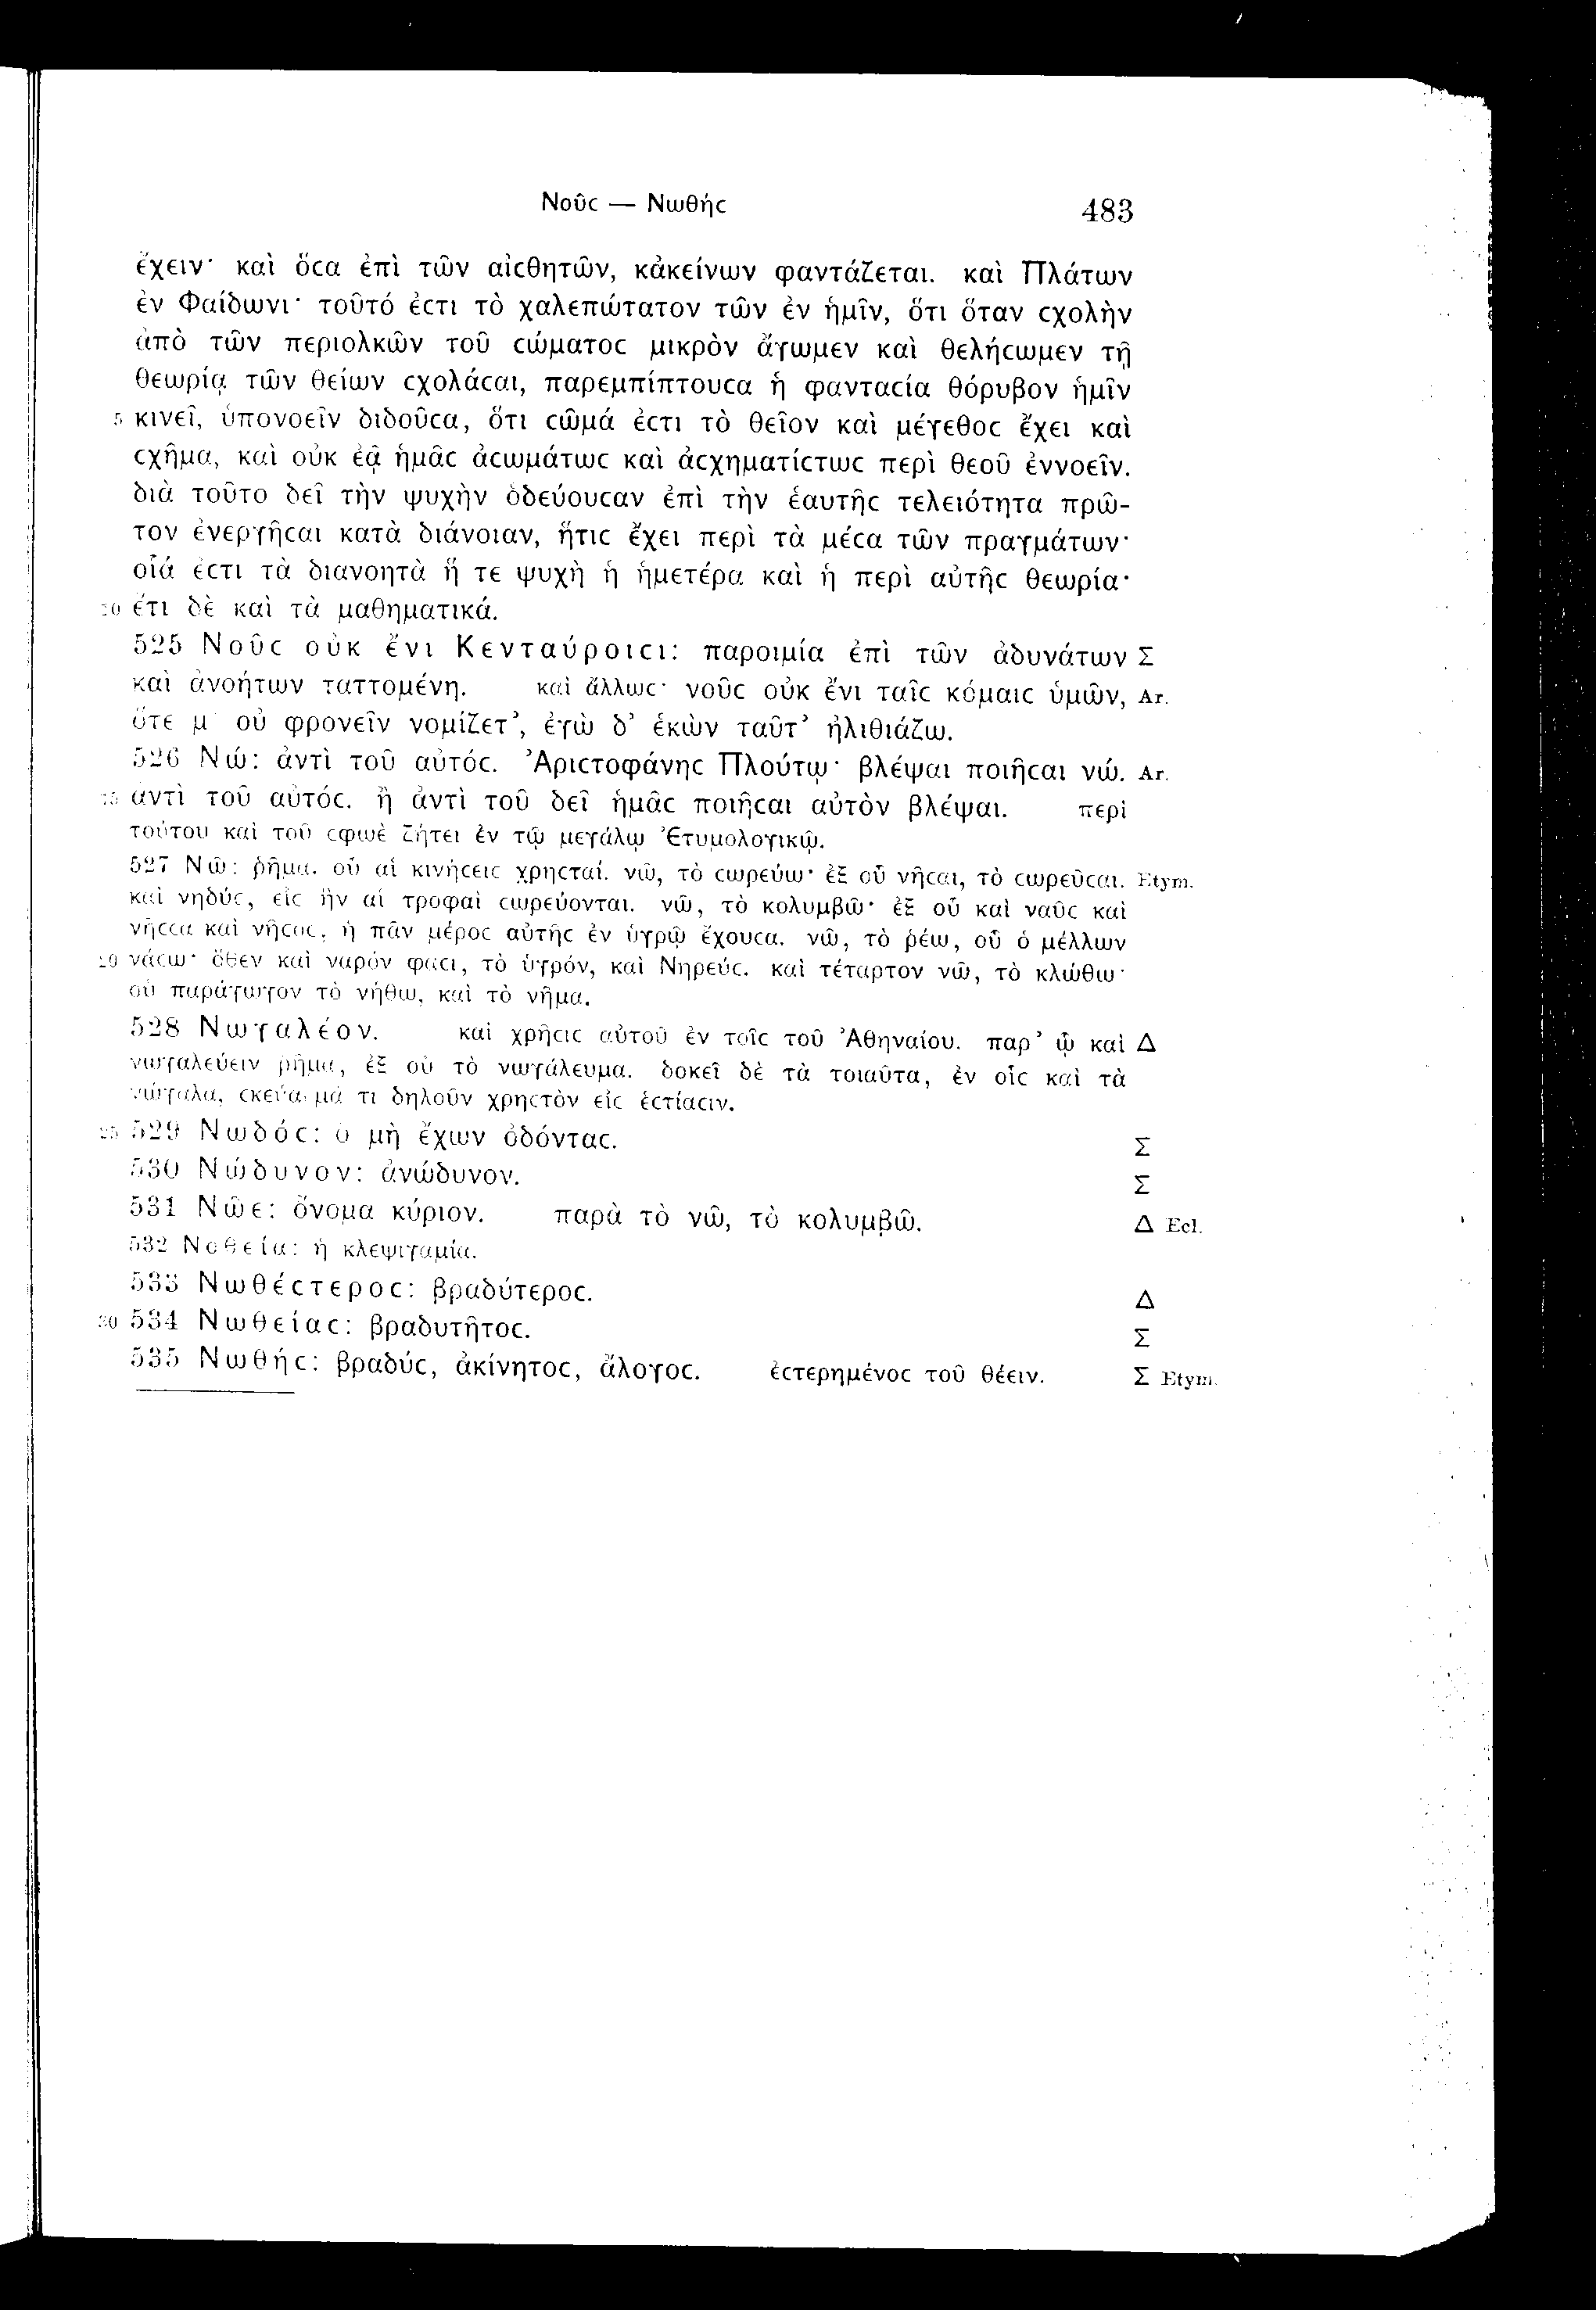 Νοῦϲ — Νωθήϲ 483
ἔχειν· καὶ ὅϲα ἐπὶ τῶν αἰϲθητῶν, κἀκείνων φαντάζεται. καὶ Πλάτων
ἐν Φαίδωνι· τοῦτό ἐϲτι τὸ χαλεπώτατον τῶν ἐν ἡμῖν, ὅτι ὅταν ϲχολὴν
ἀπὸ τῶν περιολκῶν τοῦ ϲώματοϲ μικρὸν ἄγωμεν καὶ θελήϲωμεν τῇ
θεωρίᾳ τῶν θείων ϲχολάϲαι, παρεμπίπτουϲα ἡ φανταϲία θόρυβον ἡμῖν
5 κινεῖ, ὑπονοεῖν διδοῦϲα, ὅτι ϲῶμά ἐϲτι τὸ θεῖον καὶ μέγεθοϲ ἔχει καὶ
ϲχῆμα, καὶ οὐκ ἐᾷ ἡμᾶϲ ἀϲωμάτωϲ καὶ ἀϲχηματίϲτωϲ περὶ θεοῦ ἐννοεῖν.
διὰ τοῦτο δεῖ τὴν ψυχὴν ὁδεύουϲαν ἐπὶ τὴν ἑαυτῆϲ τελειότητα πρῶ-
τον ἐνεργῆϲαι κατὰ διάνοιαν, ἥτιϲ ἔχει περὶ τὰ μέϲα τῶν πραγμάτων·
οἷά ἐϲτι τὰ διανοητὰ ἥ τε ψυχὴ ἡ ἡμετέρα καὶ ἡ περὶ αὐτῆϲ θεωρία·
10 ἔτι δὲ καὶ τὰ μαθηματικά.
525 Νοῦϲ οὐκ ἔνι Κενταύροιϲι: παροιμία ἐπὶ τῶν ἀδυνάτων Σ
καὶ ἀνοήτων ταττομένη. καὶ ἄλλωϲ· νοῦϲ οὐκ ἔνι ταῖϲ κόμαιϲ ὑμῶν, Ar.
ὅτε μ' οὐ φρονεῖν νομίζετ', ἐγὼ δ' ἑκὼν ταῦτ' ἠλιθιάζω.
526 Νώ: ἀντὶ τοῦ αὐτόϲ. Ἀριϲτοφάνηϲ Πλούτῳ· βλέψαι ποιῆϲαι νώ. Ar.
15 ἀντὶ τοῦ αὐτόϲ. ἢ ἀντὶ τοῦ δεῖ ἡμᾶϲ ποιῆϲαι αὐτὸν βλέψαι. περὶ
τούτου καὶ τοῦ ϲφωὲ ζήτει ἐν τῷ μεγάλῳ Ἐτυμολογικῷ.
527 Νῶ: ῥῆμα. οὗ αἱ κινήϲειϲ χρηϲταί. νῶ, τὸ ϲωρεύω· ἐξ οὗ νῆϲαι, τὸ ϲωρεῦϲαι. Etym.
καὶ νηδύϲ, εἰϲ ἣν αἱ τροφαὶ ϲωρεύονται. νῶ, τὸ κολυμβῶ· ἐξ οὗ καὶ ναῦϲ καὶ
νῆϲϲα καὶ νῆϲοϲ, ἡ πᾶν μέροϲ αὐτῆϲ ἐν ὑγρῷ ἔχουϲα. νῶ, τὸ ῥέω, οὗ ὁ μέλλων
20 νάϲω· ὅθεν καὶ ναρόν φαϲι, τὸ ὑγρόν, καὶ Νηρεύϲ. καὶ τέταρτον νῶ, τὸ κλώθω·
οὗ παράγωγον τὸ νήθω, καὶ τὸ νῆμα.
528 Νωγαλέον. καὶ χρῆϲιϲ αὐτοῦ ἐν τοῖϲ τοῦ Ἀθηναίου. παρ' ᾧ καὶ Δ
νωγαλεύειν ῥῆμα, ἐξ οὗ τὸ νωγάλευμα. δοκεῖ δὲ τὰ τοιαῦτα, ἐν οἷϲ καὶ τὰ
νώγαλα, ϲκεύαϲμά τι δηλοῦν χρηϲτὸν εἰϲ ἑϲτίαϲιν.
25 529 Νωδόϲ: ὁ μὴ ἔχων ὀδόνταϲ. Σ
530 Νώδυνον: ἀνώδυνον. Σ
531 Νῶε: ὄνομα κύριον. παρὰ τὸ νῶ, τὸ κολυμβῶ. Δ Ecl.
532 Νοθεία: ἡ κλεψιγαμία.
533 Νωθέϲτεροϲ: βραδύτεροϲ. Δ
30 534 Νωθείαϲ: βραδυτῆτοϲ. Σ
535 Νωθήϲ: βραδύϲ, ἀκίνητοϲ, ἄλογοϲ. ἐϲτερημένοϲ τοῦ θέειν. Σ Etym.